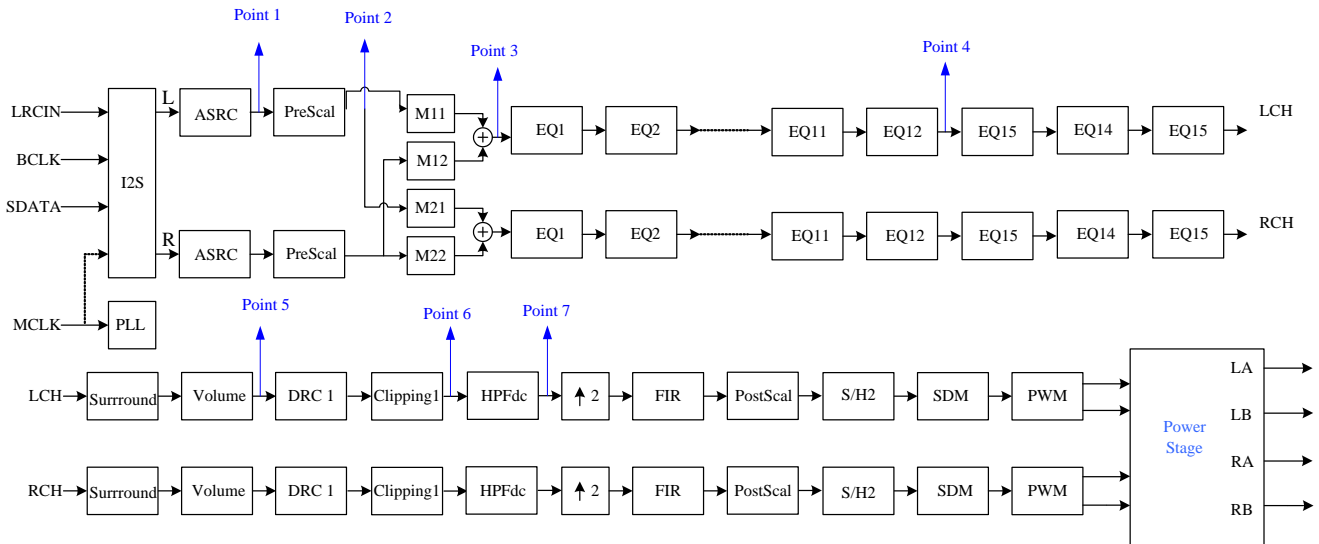 Point 1
Point 2
Point 3
Point 4
LRCIN
BCLK
SDATA
MCLK
I2S
PLL
L
R
ASRC
PreScal
M11
M12
EQ1
EQ2
EQ11
EQ12
EQ15
EQ14
EQ15
LCH
ASRC
PreScal
M21
M22
EQ1
EQ2
EQ11
EQ12
EQ15
EQ14
EQ15
RCH
Point 5
Point 6
Point 7
LCH
Surrround
Volume
DRC 1
Clipping1
HPFdc
↑ 2
FIR
PostScal
S/H2
SDM
PWM
RCH
Surrround
Volume
DRC 1
Clipping1
HPFdc
↑ 2
FIR
PostScal
S/H2
SDM
PWM
Power
Stage
LA
LB
RA
RB